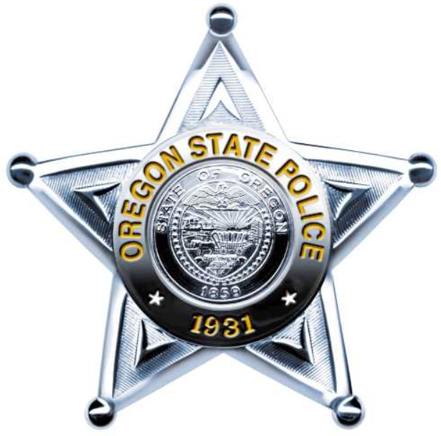 OREGON STATE POLICE
STATE OF OREGON
1859
1931